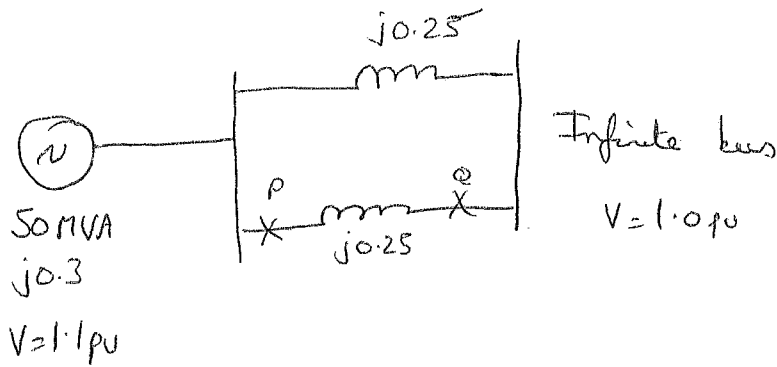 j0.25
N
P
Q
j0.25
Infinite bus
V=1.0pu
50MVA
j0.3
V=1.1pu